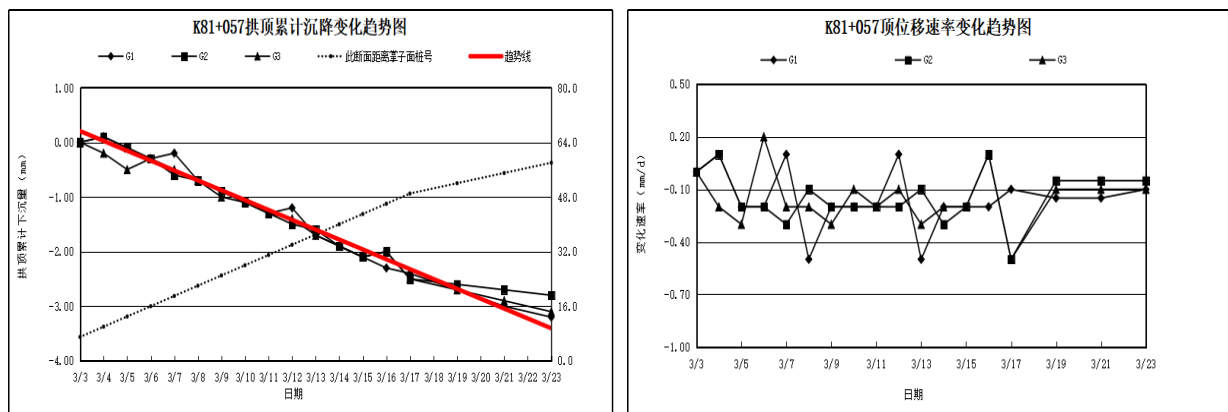 K81+057拱顶累计沉降变化趋势图
G1 G2 G3 此断面距离掌子面桩号 趋势线
拱顶累计下沉量（mm）
1.00
0.00
-1.00
-2.00
-3.00
-4.00
80.0
64.0
48.0
32.0
16.0
0.0
3/3 3/4 3/5 3/6 3/7 3/8 3/9 3/10 3/11 3/12 3/13 3/14 3/15 3/16 3/17 3/18 3/19 3/20 3/21 3/22 3/23
日期
K81+057顶位移速率变化趋势图
G1 G2 G3
变化速率（mm/d）
0.50
0.20
-0.10
-0.40
-0.70
-1.00
3/3 3/5 3/7 3/9 3/11 3/13 3/15 3/17 3/19 3/21 3/23
日期